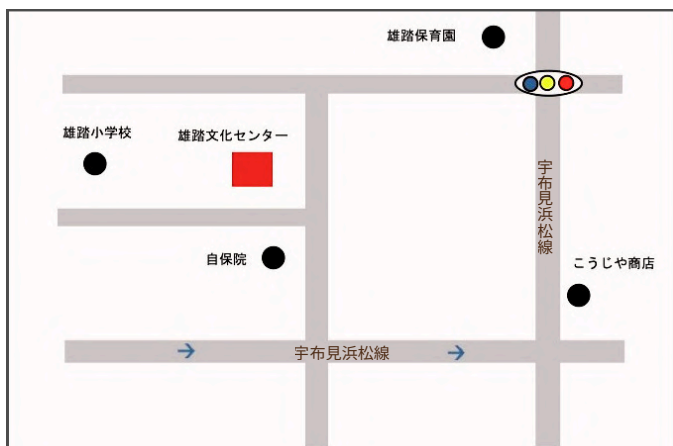 雄踏保育園
雄踏小学校
雄踏文化センター
宇布見浜松線
自保院
こうじや商店
宇布見浜松線